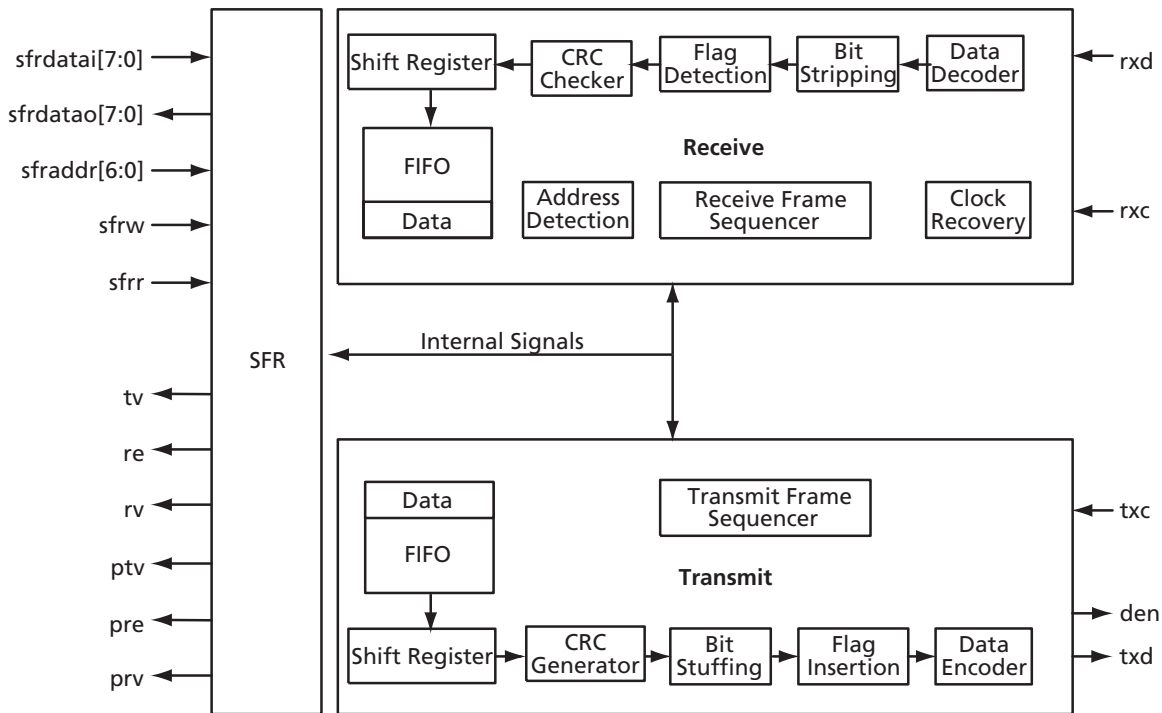 sfrdatai[7:0]
sfrdatao[7:0]
sfraddr[6:0]
sfrw
sfrr
tv
re
rv
ptv
pre
prv
SFR
Shift Register
CRC
Checker
Flag
Detection
Bit
Stripping
Data
Decoder
FIFO
Data
Receive
Address
Detection
Receive Frame
Sequencer
Clock
Recovery
rxd
rxc
Internal Signals
Data
FIFO
Transmit Frame
Sequencer
Transmit
Shift Register
CRC
Generator
Bit
Stuffing
Flag
Insertion
Data
Encoder
txc
den
txd